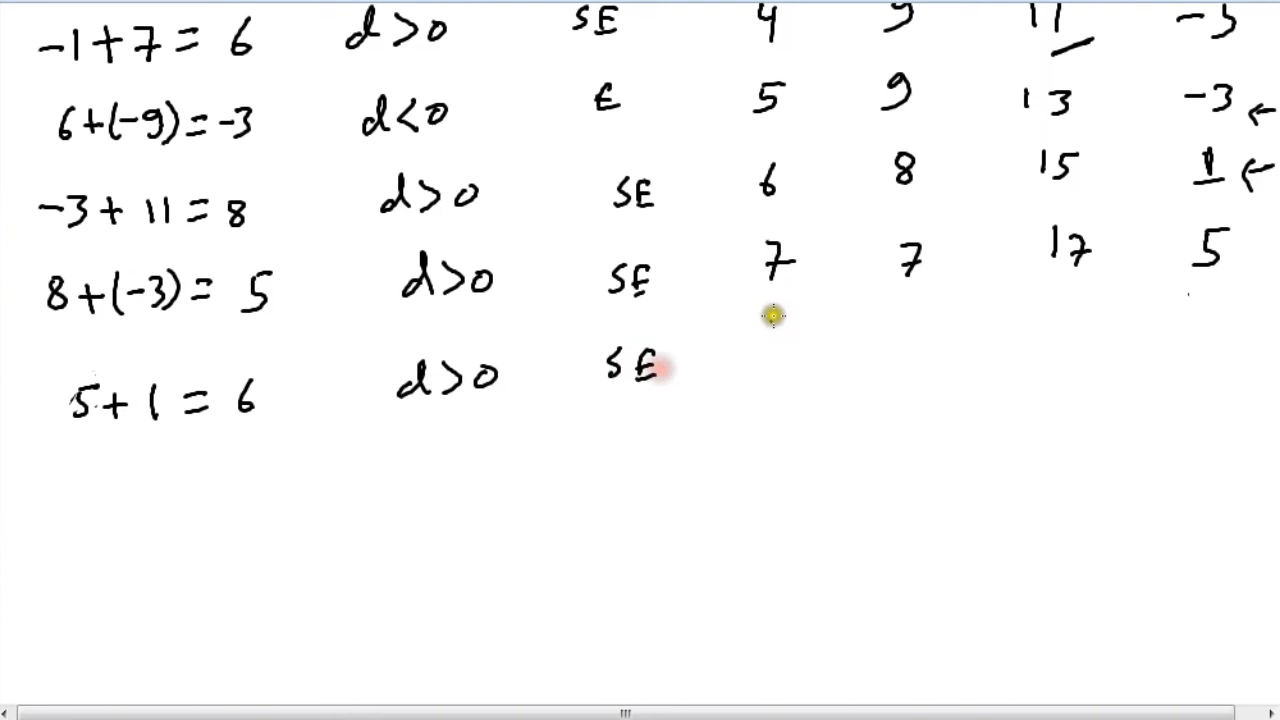 -1+7=6 d>0 SE 4 9 11 -5
6+(-9)=-3 d<0 E 5 9 13 -3 ←
-3+11=8 d>0 SE 6 8 15 1 ←
8+(-3)=5 d>0 SE 7 7 17 5
5+1=6 d>0 SE